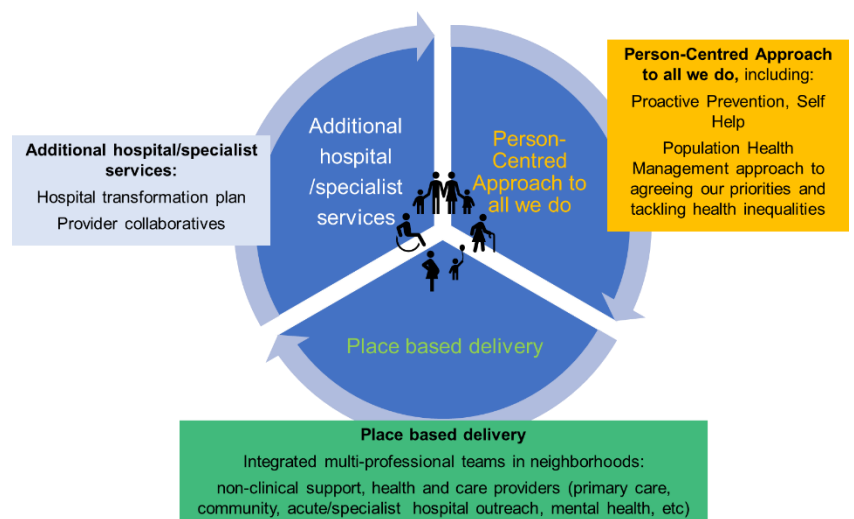 Additional hospital/specialist
services:
Hospital transformation plan
Provider collaboratives
Additional
hospital
/specialist
services
Person-
Centred
Approach to
all we do
Person-Centred Approach
to all we do, including:
Proactive Prevention, Self
Help
Population Health
Management approach to
agreeing our priorities and
tackling health inequalities
Place based delivery
Place based delivery
Integrated multi-professional teams in neighborhoods:
non-clinical support, health and care providers (primary care,
community, acute/specialist hospital outreach, mental health, etc)